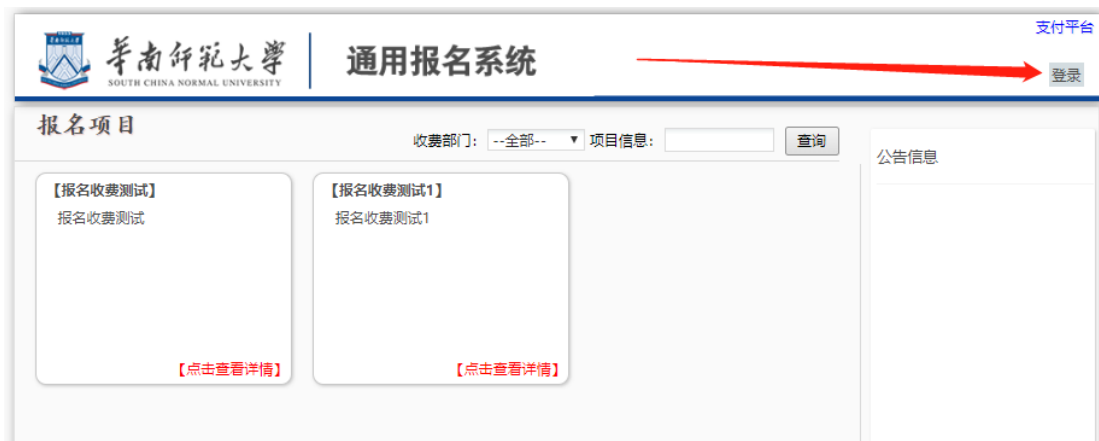 支付平台
華南師範大學
SOUTH CHINA NORMAL UNIVERSITY
通用报名系统
登录
报名项目
收费部门: --全部-- 项目信息: 查询
公告信息
【报名收费测试】
报名收费测试
【点击查看详情】
【报名收费测试1】
报名收费测试1
【点击查看详情】